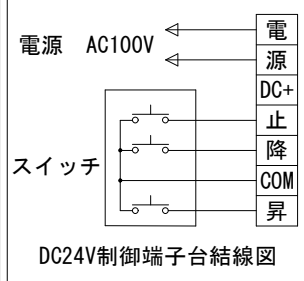 電源 AC100V
電
源
DC+
止
降
COM
昇
スイッチ
DC24V制御端子台結線図